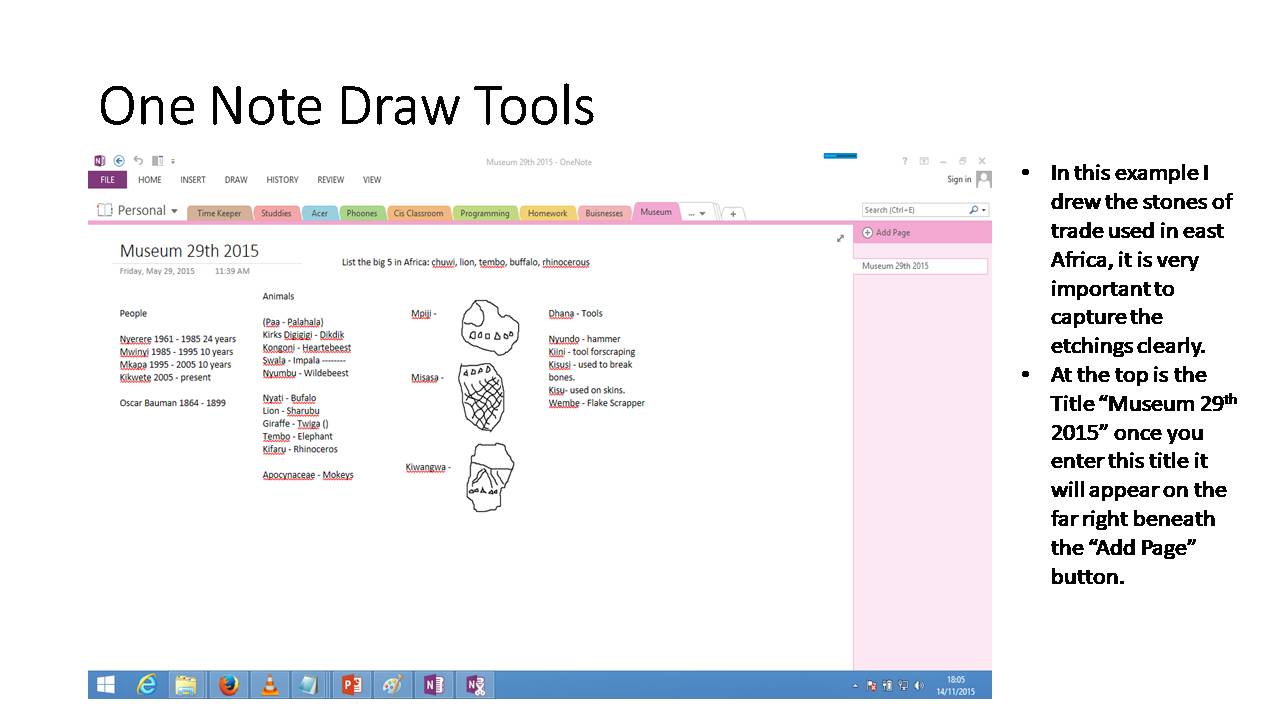 One Note Draw Tools
Museum 29th 2015 - OneNote
FILE HOME INSERT DRAW HISTORY REVIEW VIEW
Sign in
Personal
Time Keeper Studdies Acer Phoones Cis Classroom Programming Homework Buisnesses Museum ...
Search (Ctrl+E)
Add Page
Museum 29th 2015
Museum 29th 2015
Friday, May 29, 2015 11:39 AM
List the big 5 in Africa: chuwi, lion, tembo, buffalo, rhinocerous
People
Nyerere 1961 - 1985 24 years
Mwinyi 1985 - 1995 10 years
Mkapa 1995 - 2005 10 years
Kikwete 2005 - present
Oscar Bauman 1864 - 1899
Animals
(Paa - Palahala)
Kirks Digigigi - Dikdik
Kongoni - Heartebeest
Swala - Impala --------
Nyumbu - Wildebeest
Nyati - Bufalo
Lion - Sharubu
Giraffe - Twiga ()
Tembo - Elephant
Kifaru - Rhinoceros
Apocynaceae - Mokeys
Mpiji -
Misasa -
Kiwangwa -
Dhana - Tools
Nyundo - hammer
Kiini - tool forscraping
Kisusi - used to break
bones.
Kisu- used on skins.
Wembe - Flake Scrapper
18:05
14/11/2015
• In this example I
drew the stones of
trade used in east
Africa, it is very
important to
capture the
etchings clearly.
• At the top is the
Title “Museum 29th
2015” once you
enter this title it
will appear on the
far right beneath
the “Add Page”
button.